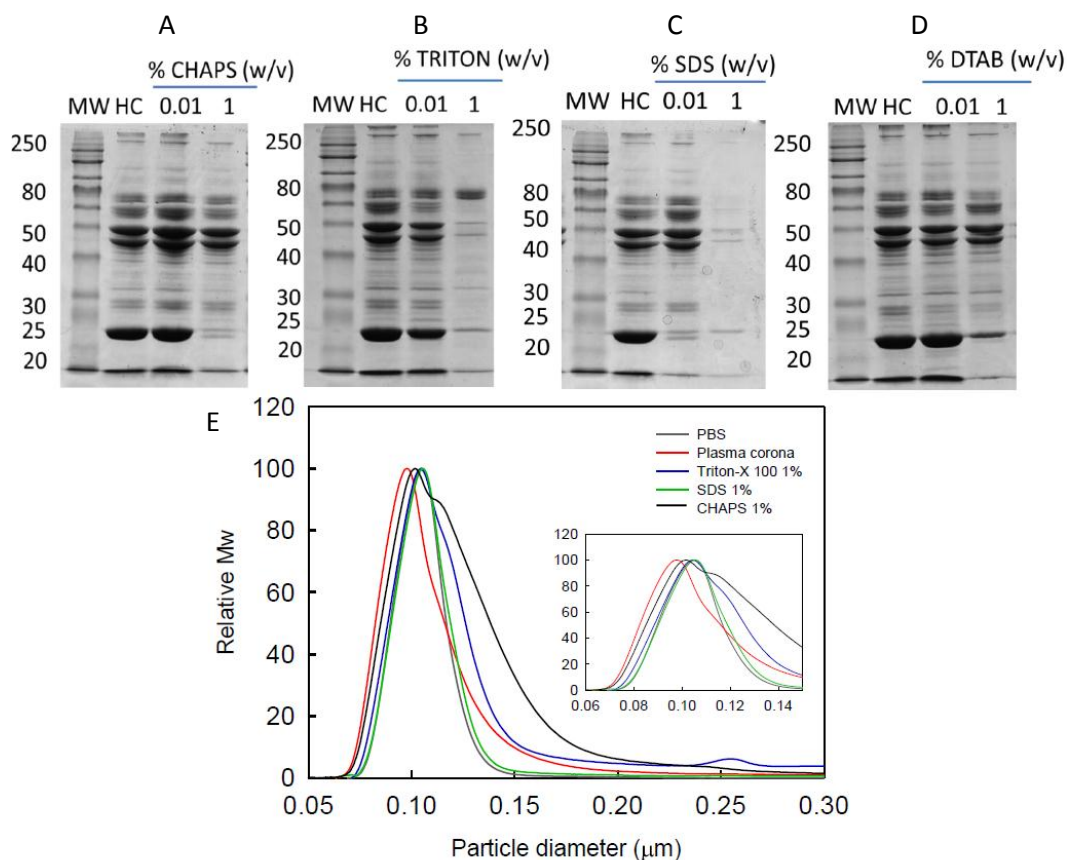 A
B
C
D
% CHAPS (w/v)
% TRITON (w/v)
% SDS (w/v)
% DTAB (w/v)
MW HC 0.01 1
MW HC 0.01 1
MW HC 0.01 1
MW HC 0.01 1
250
80
50
40
30
25
20
250
80
50
40
30
25
20
250
80
50
50
40
30
25
20
250
80
60
50
40
30
25
20
E
120
100
80
60
40
20
0
Relative Mw
0.05 0.10 0.15 0.20 0.25 0.30
Particle diameter (μm)
PBS
Plasma corona
Triton-X 100 1%
SDS 1%
CHAPS 1%
120
100
80
60
40
20
0
0.06 0.08 0.10 0.12 0.14